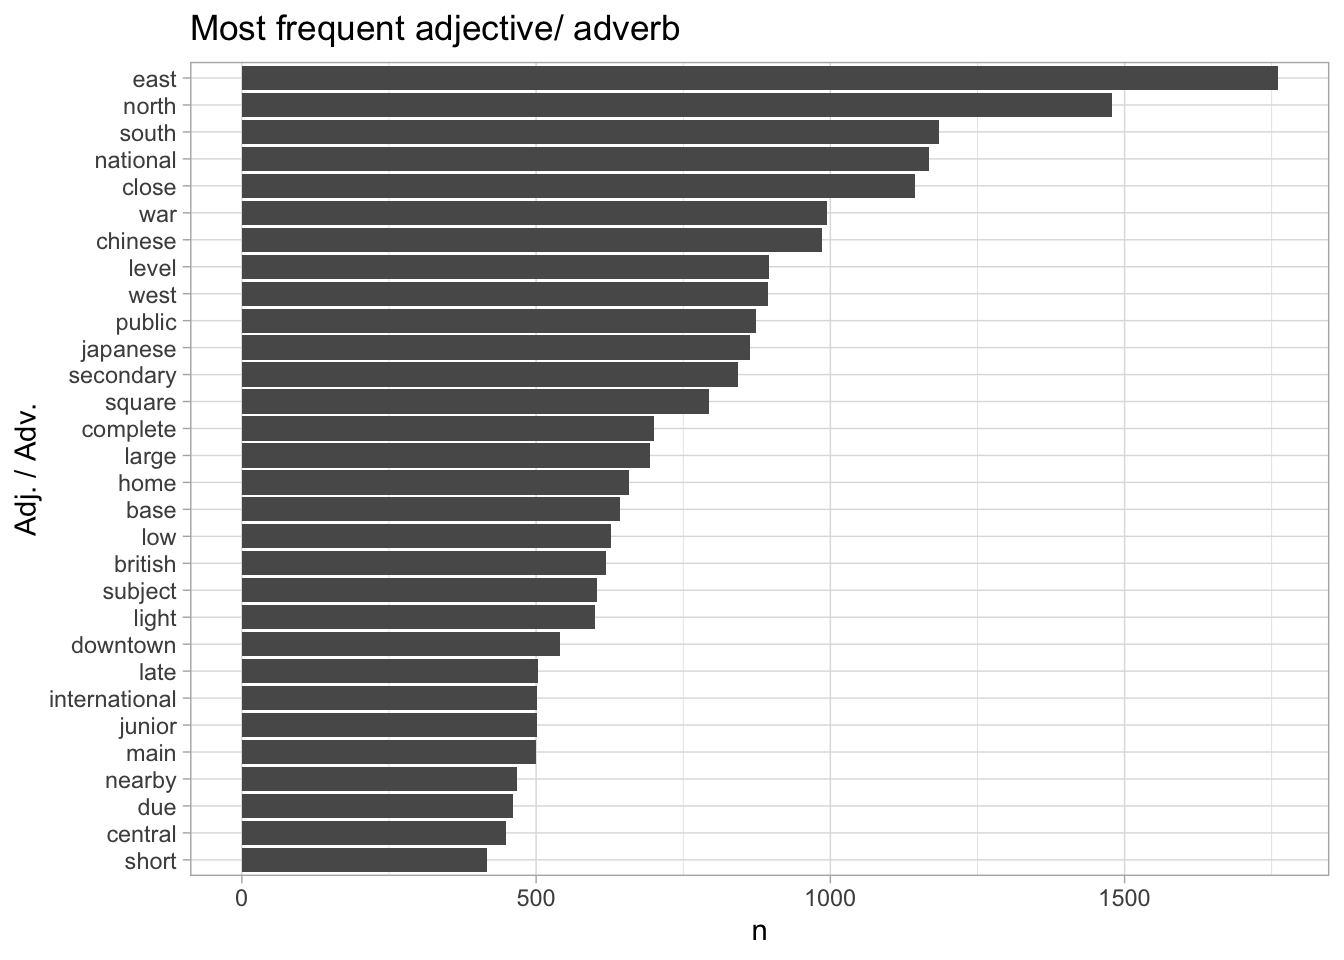 Most frequent adjective/ adverb
Adj. / Adv.
east
north
south
national
close
war
chinese
level
west
public
japanese
secondary
square
complete
large
home
base
low
british
subject
light
downtown
late
international
junior
main
nearby
due
central
short
0 500 1000 1500
n